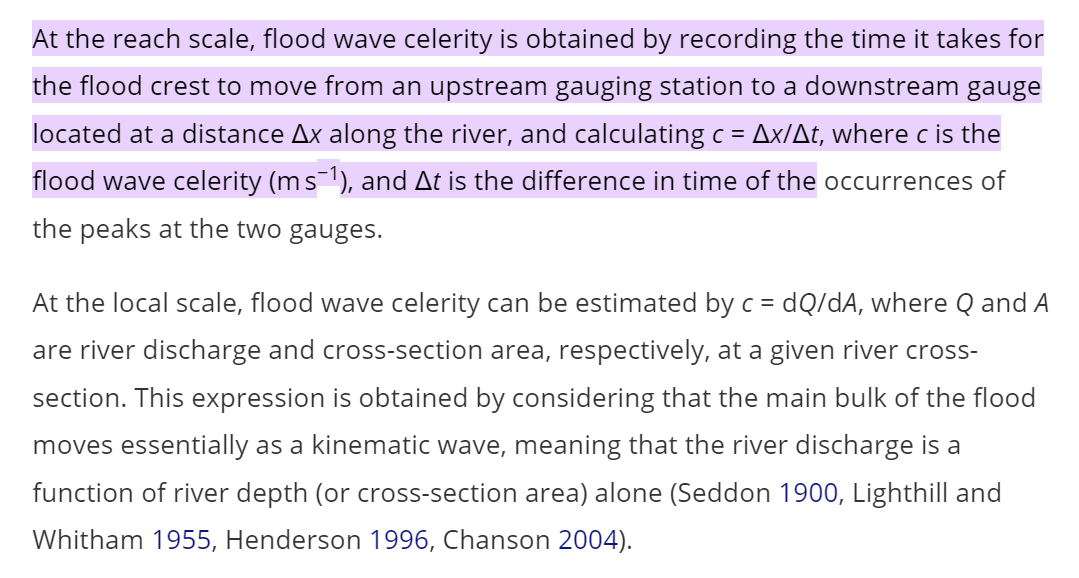 At the reach scale, flood wave celerity is obtained by recording the time it takes for
the flood crest to move from an upstream gauging station to a downstream gauge
located at a distance Δx along the river, and calculating c = Δx/Δt, where c is the
flood wave celerity (m s⁻¹), and Δt is the difference in time of the occurrences of
the peaks at the two gauges.
At the local scale, flood wave celerity can be estimated by c = dQ/dA, where Q and A
are river discharge and cross-section area, respectively, at a given river cross-
section. This expression is obtained by considering that the main bulk of the flood
moves essentially as a kinematic wave, meaning that the river discharge is a
function of river depth (or cross-section area) alone (Seddon 1900, Lighthill and
Whitham 1955, Henderson 1996, Chanson 2004).